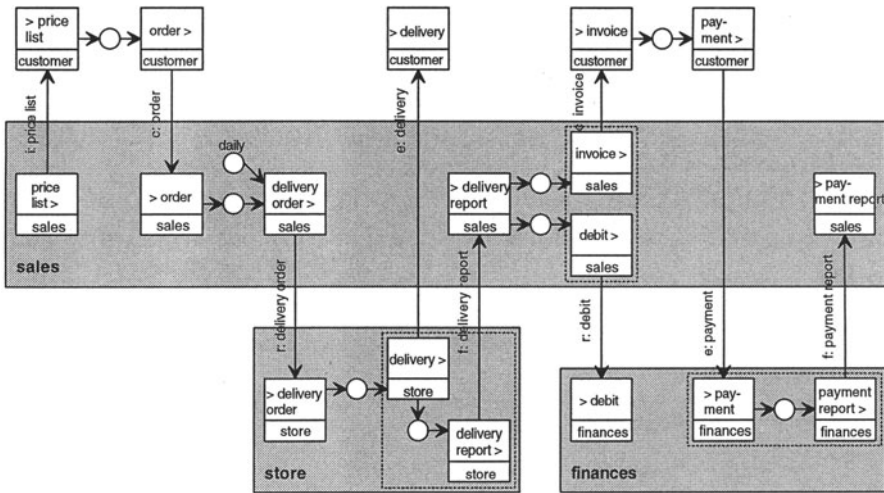 > price
list
customer
order >
customer
> delivery
customer
> invoice
customer
pay-
ment >
customer
i: price list
c: order
e: delivery
invoice
daily
price
list >
sales
> order
sales
delivery
order >
sales
> delivery
report
sales
invoice >
sales
debit >
sales
> pay-
ment report
sales
sales
r: delivery order
f: delivery report
r: debit
e: payment
f: payment report
> delivery
order
store
delivery >
store
delivery
report >
store
store
> debit
finances
> pay-
ment
finances
payment
report >
finances
finances